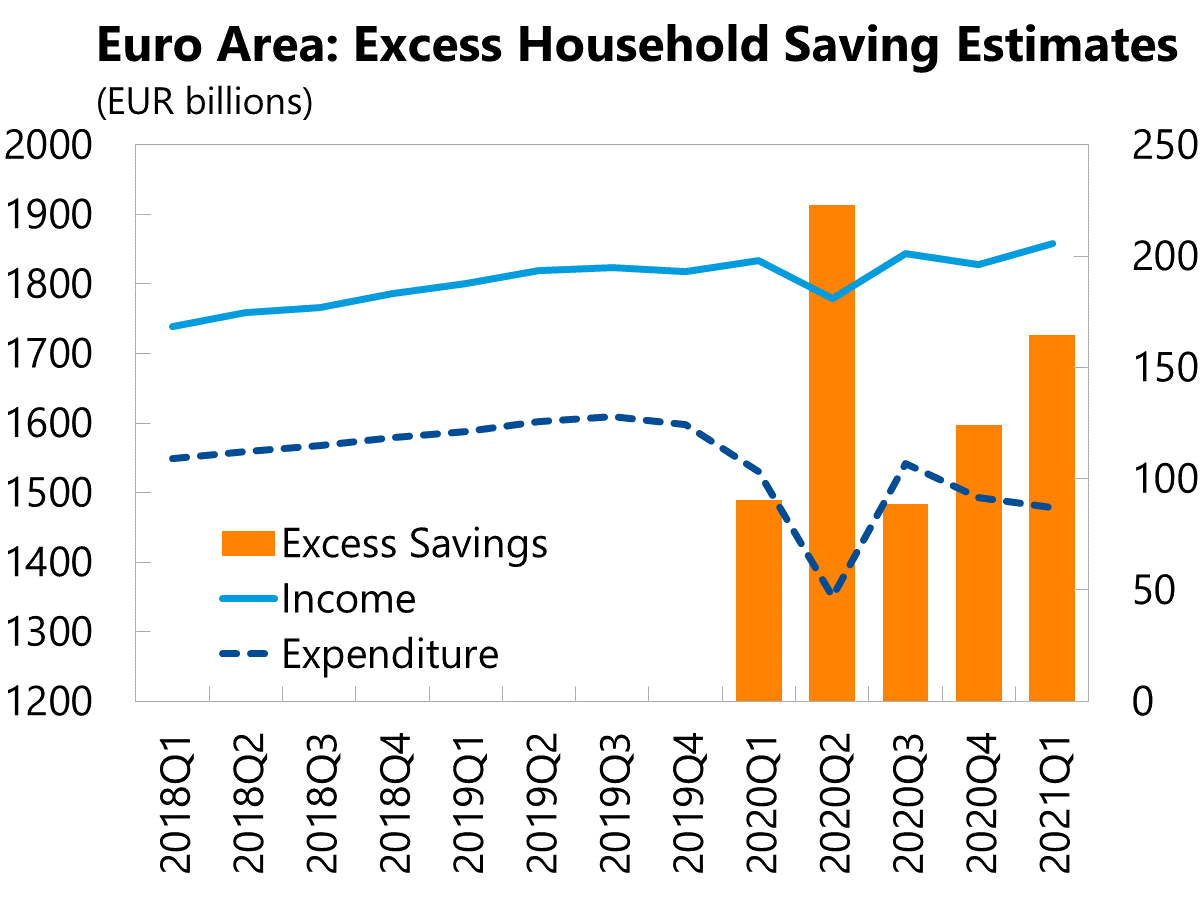 Euro Area: Excess Household Saving Estimates
(EUR billions)
2000
1900
1800
1700
1600
1500
1400
1300
1200
250
200
150
100
50
0
Excess Savings
Income
Expenditure
2018Q1
2018Q2
2018Q3
2018Q4
2019Q1
2019Q2
2019Q3
2019Q4
2020Q1
2020Q2
2020Q3
2020Q4
2021Q1